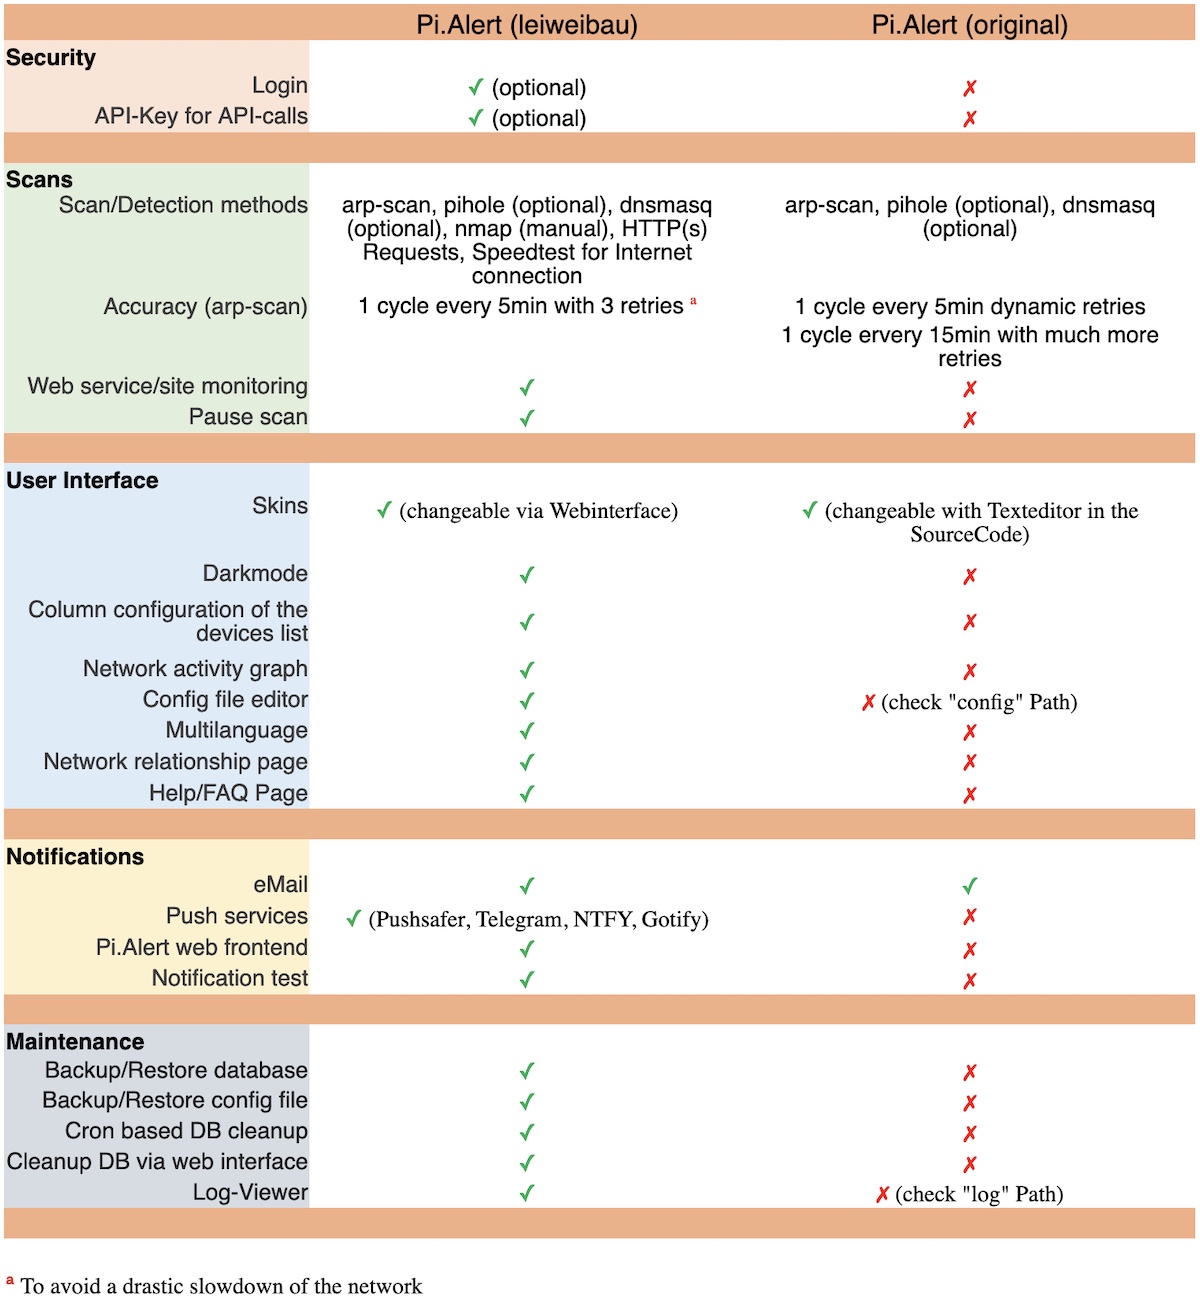 Pi.Alert (leiweibau) Pi.Alert (original)
Security
Login ✓ (optional) ✗
API-Key for API-calls ✓ (optional) ✗
Scans
Scan/Detection methods arp-scan, pihole (optional), dnsmasq arp-scan, pihole (optional), dnsmasq
(optional), nmap (manual), HTTP(s) (optional)
Requests, Speedtest for Internet
connection
Accuracy (arp-scan) 1 cycle every 5min with 3 retries a 1 cycle every 5min dynamic retries
1 cycle ervery 15min with much more
retries
Web service/site monitoring ✓ ✗
Pause scan ✓ ✗
User Interface
Skins ✓ (changeable via Webinterface) ✓ (changeable with Texteditor in the
SourceCode)
Darkmode ✓ ✗
Column configuration of the
devices list ✓ ✗
Network activity graph ✓ ✗
Config file editor ✓ ✗ (check "config" Path)
Multilanguage ✓ ✗
Network relationship page ✓ ✗
Help/FAQ Page ✓ ✗
Notifications
eMail ✓ ✓
Push services ✓ (Pushsafer, Telegram, NTFY, Gotify) ✗
Pi.Alert web frontend ✓ ✗
Notification test ✓ ✗
Maintenance
Backup/Restore database ✓ ✗
Backup/Restore config file ✓ ✗
Cron based DB cleanup ✓ ✗
Cleanup DB via web interface ✓ ✗
Log-Viewer ✓ ✗ (check "log" Path)
a To avoid a drastic slowdown of the network